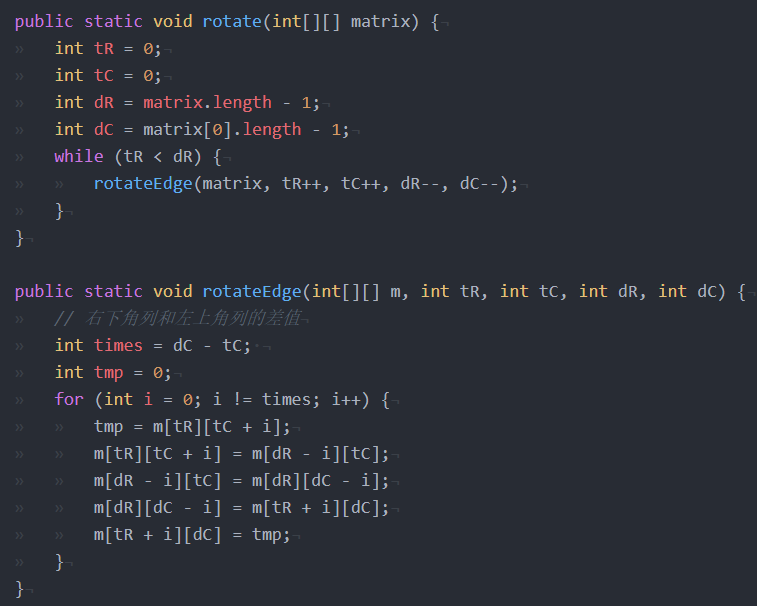 public static void rotate(int[][] matrix) {
int tR = 0;
int tC = 0;
int dR = matrix.length - 1;
int dC = matrix[0].length - 1;
while (tR < dR) {
rotateEdge(matrix, tR++, tC++, dR--, dC--);
}
}
public static void rotateEdge(int[][] m, int tR, int tC, int dR, int dC) {
// 右下角列和左上角列的差值
int times = dC - tC;
int tmp = 0;
for (int i = 0; i != times; i++) {
tmp = m[tR][tC + i];
m[tR][tC + i] = m[dR - i][tC];
m[dR - i][tC] = m[dR][dC - i];
m[dR][dC - i] = m[tR + i][dC];
m[tR + i][dC] = tmp;
}
}